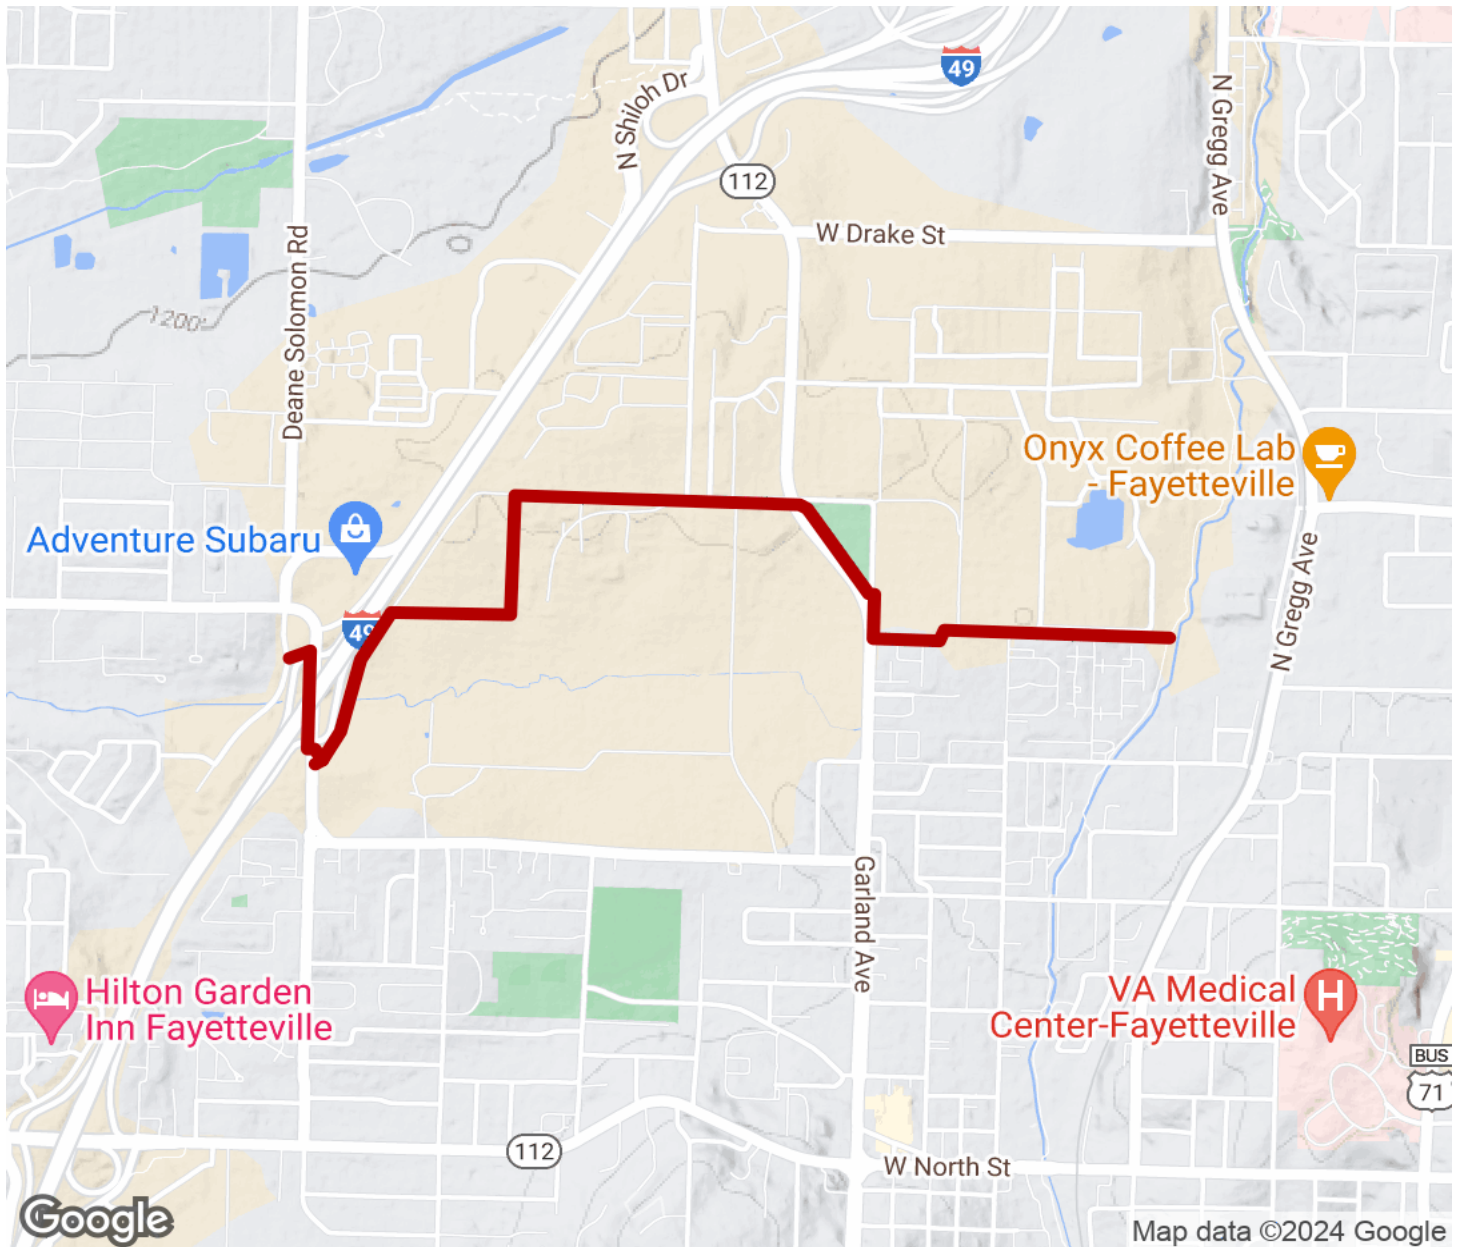 49
N Shiloh Dr
N Gregg Ave
112
W Drake St
Deane Solomon Rd
1200'
Onyx Coffee Lab
- Fayetteville
Adventure Subaru
49
N Gregg Ave
Garland Ave
Hilton Garden
Inn Fayetteville
VA Medical
Center-Fayetteville
H
BUS
71
112
W North St
Google
Map data ©2024 Google